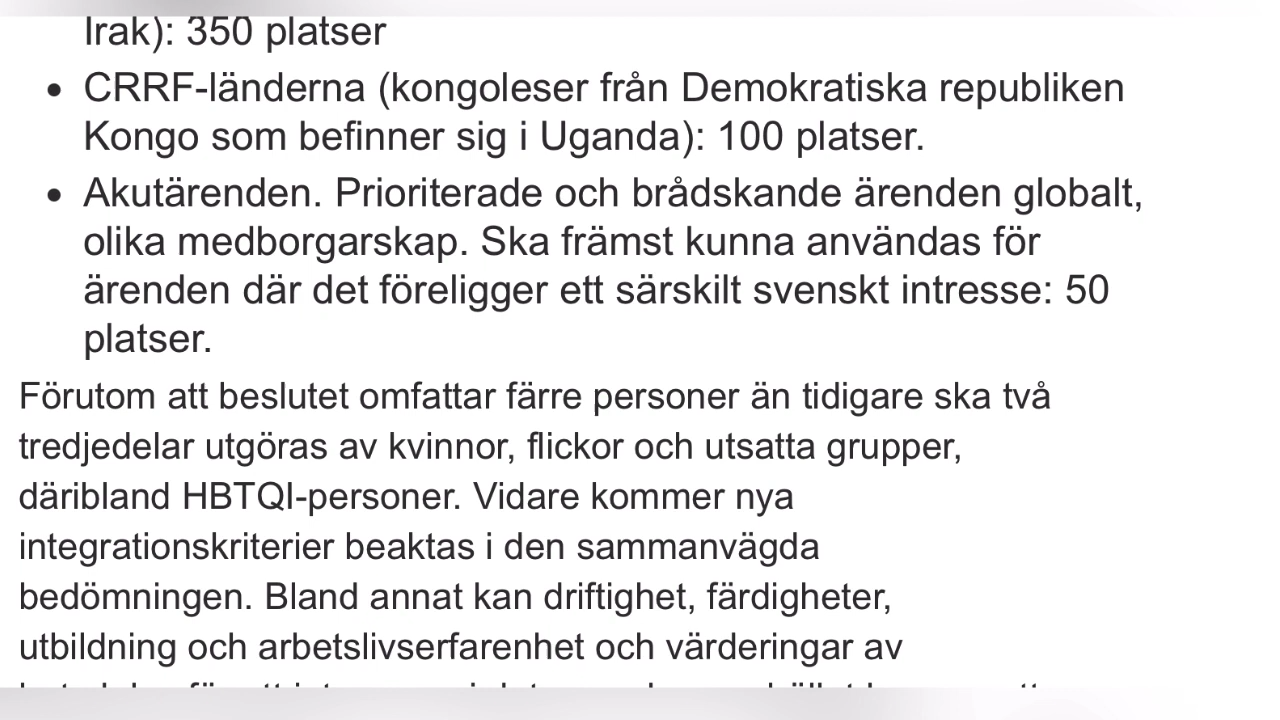 Irak): 350 platser
• CRRF-länderna (kongoleser från Demokratiska republiken
Kongo som befinner sig i Uganda): 100 platser.
• Akutärenden. Prioriterade och brådskande ärenden globalt,
olika medborgarskap. Ska främst kunna användas för
ärenden där det föreligger ett särskilt svenskt intresse: 50
platser.
Förutom att beslutet omfattar färre personer än tidigare ska två
tredjedelar utgöras av kvinnor, flickor och utsatta grupper,
däribland HBTQI-personer. Vidare kommer nya
integrationskriterier beaktas i den sammanvägda
bedömningen. Bland annat kan driftighet, färdigheter,
utbildning och arbetslivserfarenhet och värderingar av